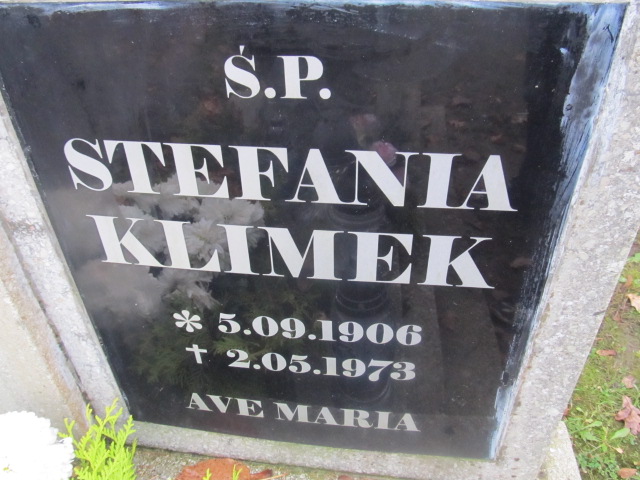 Ś.P.
STEFANIA
KLIMEK
* 5.09.1906
† 2.05.1973
AVE MARIA